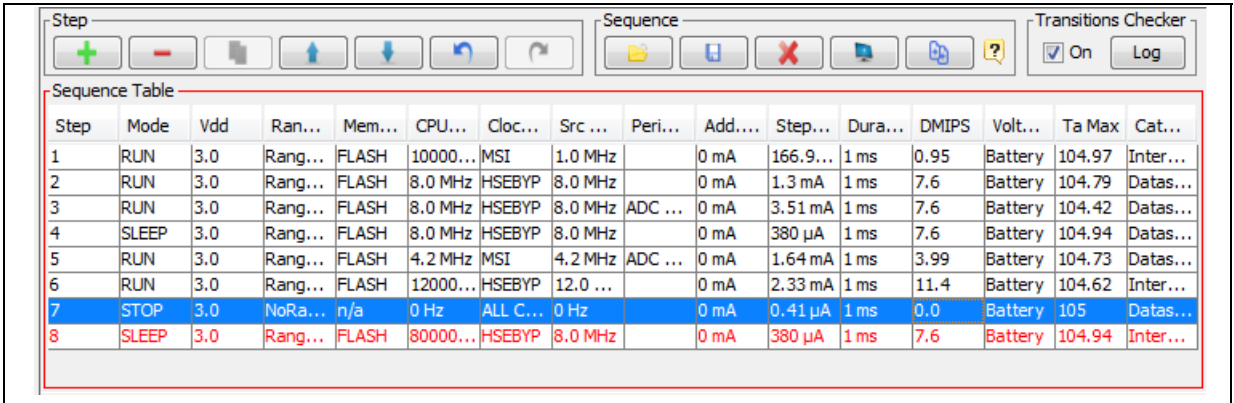 Step Sequence Transitions Checker
? On Log
Sequence Table
Step Mode Vdd Ran... Mem... CPU... Cloc... Src ... Peri... Add.... Step... Dura... DMIPS Volt... Ta Max Cat...
1 RUN 3.0 Rang... FLASH 10000... MSI 1.0 MHz 0 mA 166.9... 1 ms 0.95 Battery 104.97 Inter...
2 RUN 3.0 Rang... FLASH 8.0 MHz HSEBYP 8.0 MHz 0 mA 1.3 mA 1 ms 7.6 Battery 104.79 Datas...
3 RUN 3.0 Rang... FLASH 8.0 MHz HSEBYP 8.0 MHz ADC ... 0 mA 3.51 mA 1 ms 7.6 Battery 104.42 Datas...
4 SLEEP 3.0 Rang... FLASH 8.0 MHz HSEBYP 8.0 MHz 0 mA 380 µA 1 ms 7.6 Battery 104.94 Datas...
5 RUN 3.0 Rang... FLASH 4.2 MHz MSI 4.2 MHz ADC ... 0 mA 1.64 mA 1 ms 3.99 Battery 104.73 Datas...
6 RUN 3.0 Rang... FLASH 12000... HSEBYP 12.0 ... 0 mA 2.33 mA 1 ms 11.4 Battery 104.62 Inter...
7 STOP 3.0 NoRa... n/a 0 Hz ALL C... 0 Hz 0 mA 0.41 µA 1 ms 0.0 Battery 105 Datas...
8 SLEEP 3.0 Rang... FLASH 80000... HSEBYP 8.0 MHz 0 mA 380 µA 1 ms 7.6 Battery 104.94 Inter...